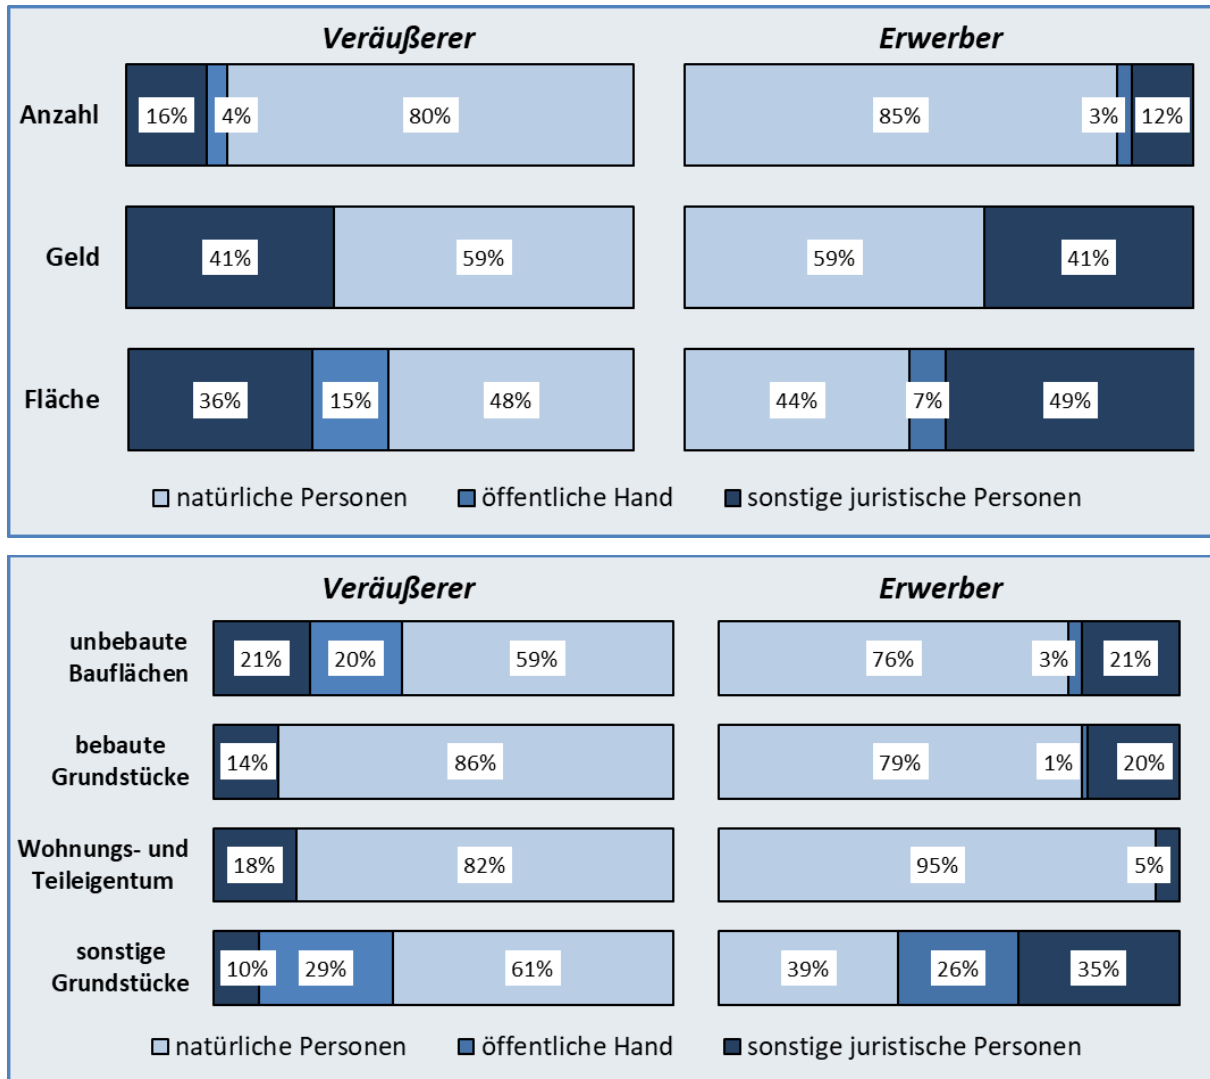 Veräußerer Erwerber
Anzahl 16% 4% 80% 85% 3% 12%
Geld 41% 59% 59% 41%
Fläche 36% 15% 48% 44% 7% 49%
natürliche Personen öffentliche Hand sonstige juristische Personen
Veräußerer Erwerber
unbebaute
Bauflächen
21% 20% 59% 76% 3% 21%
bebaute
Grundstücke
14% 86% 79% 1% 20%
Wohnungs- und
Teileigentum
18% 82% 95% 5%
sonstige
Grundstücke
10% 29% 61% 39% 26% 35%
natürliche Personen öffentliche Hand sonstige juristische Personen